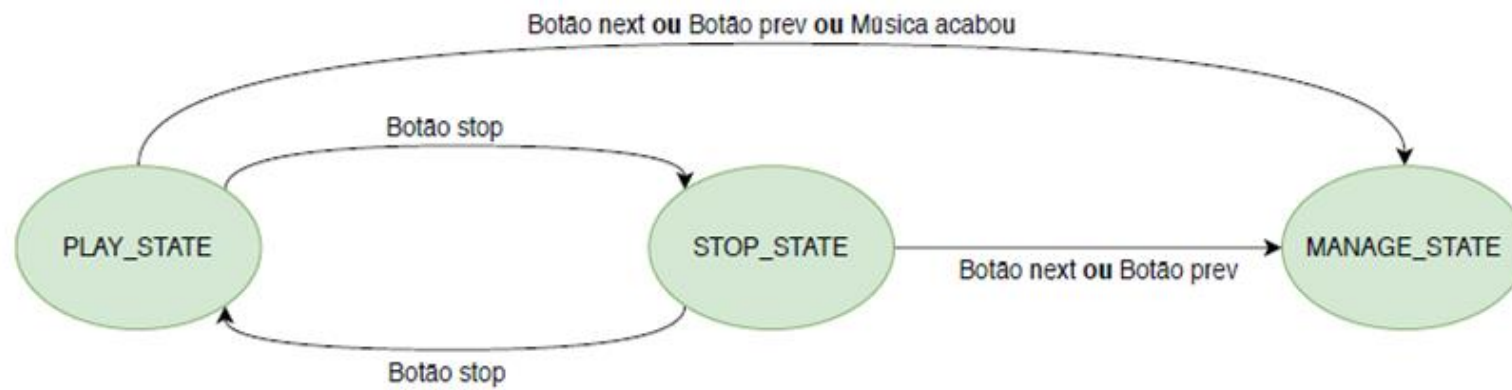 Botão next ou Botão prev ou Música acabou
Botão stop
PLAY_STATE
STOP_STATE
MANAGE_STATE
Botão next ou Botão prev
Botão stop